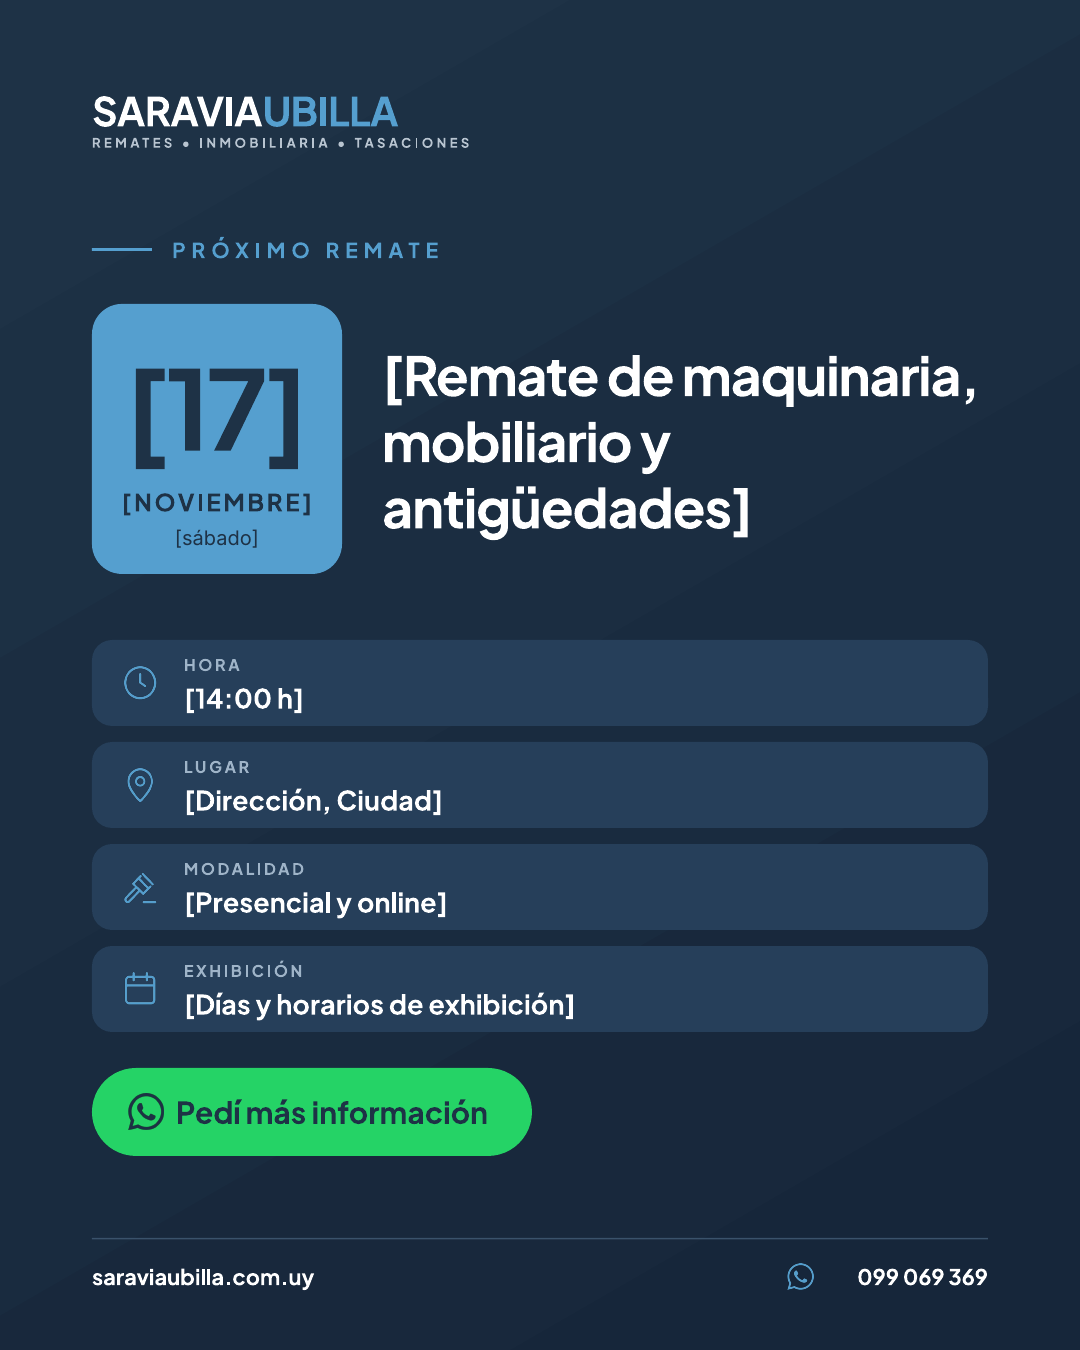 SARAVIAUBILLA
REMATES • INMOBILIARIA • TASACIONES
PRÓXIMO REMATE
[17]
[NOVIEMBRE]
[sábado]
[Remate de maquinaria,
mobiliario y
antigüedades]
HORA
[14:00 h]
LUGAR
[Dirección, Ciudad]
MODALIDAD
[Presencial y online]
EXHIBICIÓN
[Días y horarios de exhibición]
Pedí más información
saraviaubilla.com.uy
099 069 369